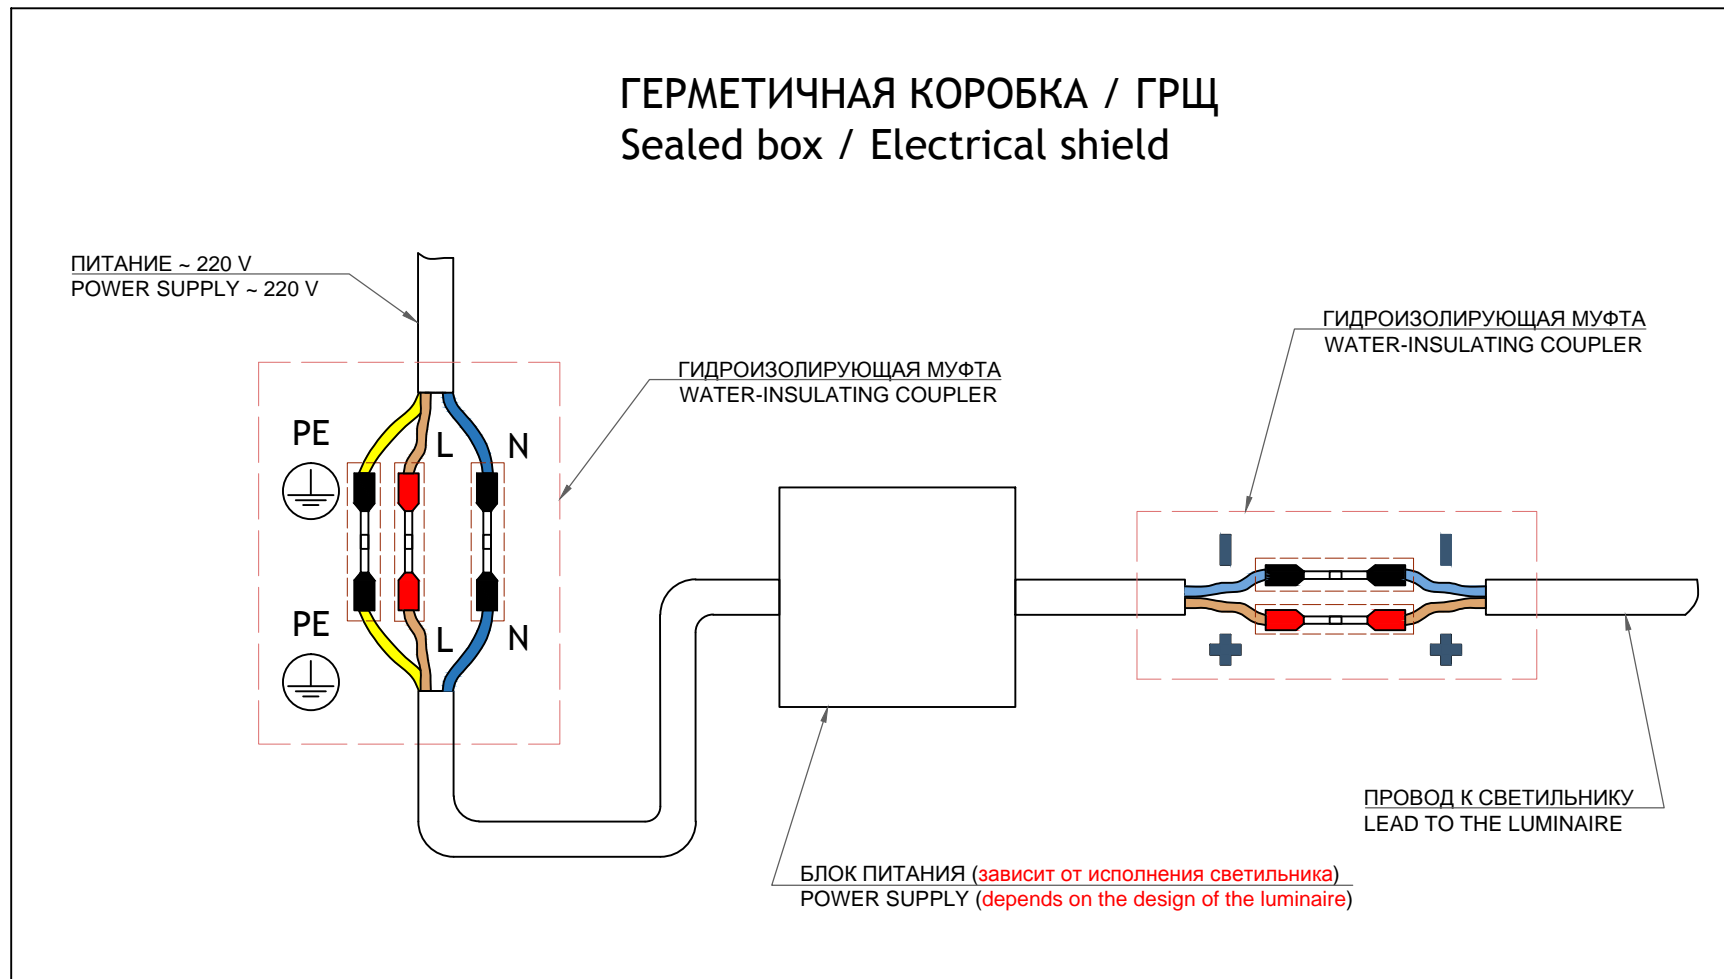 ГЕРМЕТИЧНАЯ КОРОБКА / ГРЩ
Sealed box / Electrical shield
ПИТАНИЕ ~ 220 V
POWER SUPPLY ~ 220 V
ГИДРОИЗОЛИРУЮЩАЯ МУФТА
WATER-INSULATING COUPLER
ГИДРОИЗОЛИРУЮЩАЯ МУФТА
WATER-INSULATING COUPLER
PE
L
N
PE
L
N
ПРОВОД К СВЕТИЛЬНИКУ
LEAD TO THE LUMINAIRE
БЛОК ПИТАНИЯ (зависит от исполнения светильника)
POWER SUPPLY (depends on the design of the luminaire)